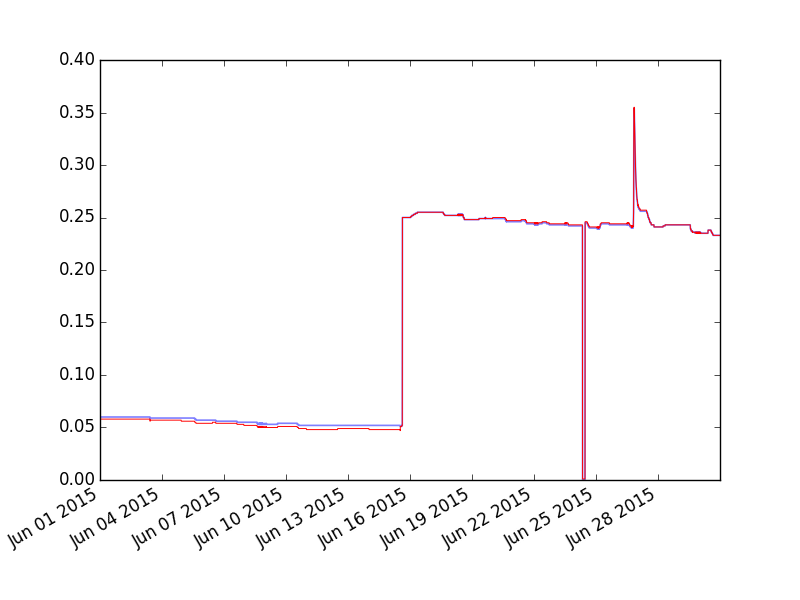 0.40
0.35
0.30
0.25
0.20
0.15
0.10
0.05
0.00
Jun 01 2015
Jun 04 2015
Jun 07 2015
Jun 10 2015
Jun 13 2015
Jun 16 2015
Jun 19 2015
Jun 22 2015
Jun 25 2015
Jun 28 2015